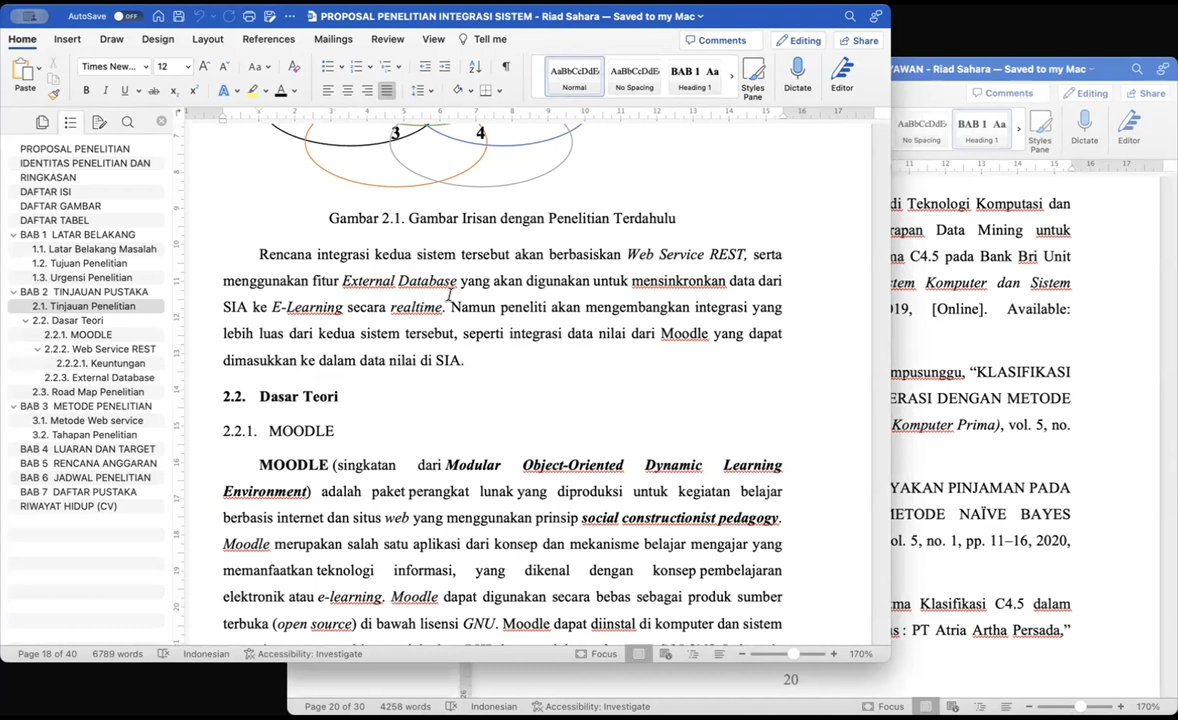 AutoSave OFF
PROPOSAL PENELITIAN INTEGRASI SISTEM - Riad Sahara — Saved to my Mac
Home Insert Draw Design Layout References Mailings Review View Tell me
Comments Editing Share
Paste
Times New... 12
AaBbCcDdEe Normal
AaBbCcDdEe No Spacing
BAB 1 Aa Heading 1
Styles Pane
Dictate
Editor
PROPOSAL PENELITIAN
IDENTITAS PENELITIAN DAN
RINGKASAN
DAFTAR ISI
DAFTAR GAMBAR
DAFTAR TABEL
BAB 1 LATAR BELAKANG
1.1. Latar Belakang Masalah
1.2. Tujuan Penelitian
1.3. Urgensi Penelitian
BAB 2 TINJAUAN PUSTAKA
2.1. Tinjauan Penelitian
2.2. Dasar Teori
2.2.1. MOODLE
2.2.2. Web Service REST
2.2.2.1. Keuntungan
2.2.3. External Database
2.3. Road Map Penelitian
BAB 3 METODE PENELITIAN
3.1. Metode Web service
3.2. Tahapan Penelitian
BAB 4 LUARAN DAN TARGET
BAB 5 RENCANA ANGGARAN
BAB 6 JADWAL PENELITIAN
BAB 7 DAFTAR PUSTAKA
RIWAYAT HIDUP (CV)
3 4
Gambar 2.1. Gambar Irisan dengan Penelitian Terdahulu
Rencana integrasi kedua sistem tersebut akan berbasiskan Web Service REST, serta
menggunakan fitur External Database yang akan digunakan untuk mensinkronkan data dari
SIA ke E-Learning secara realtime. Namun peneliti akan mengembangkan integrasi yang
lebih luas dari kedua sistem tersebut, seperti integrasi data nilai dari Moodle yang dapat
dimasukkan ke dalam data nilai di SIA.
2.2. Dasar Teori
2.2.1. MOODLE
MOODLE (singkatan dari Modular Object-Oriented Dynamic Learning
Environment) adalah paket perangkat lunak yang diproduksi untuk kegiatan belajar
berbasis internet dan situs web yang menggunakan prinsip social constructionist pedagogy.
Moodle merupakan salah satu aplikasi dari konsep dan mekanisme belajar mengajar yang
memanfaatkan teknologi informasi, yang dikenal dengan konsep pembelajaran
elektronik atau e-learning. Moodle dapat digunakan secara bebas sebagai produk sumber
terbuka (open source) di bawah lisensi GNU. Moodle dapat diinstal di komputer dan sistem
Page 18 of 40 6789 words Indonesian Accessibility: Investigate Focus 170%
YAWAN - Riad Sahara — Saved to my Mac
Comments Editing Share
AaBbCcDdEe No Spacing
BAB 1 Aa Heading 1
Styles Pane
Dictate
Editor
di Teknologi Komputasi dan
rapan Data Mining untuk
na C4.5 pada Bank Bri Unit
stem Komputer dan Sistem
19, [Online]. Available:
mpusunggu, “KLASIFIKASI
ERASI DENGAN METODE
Komputer Prima), vol. 5, no.
YAKAN PINJAMAN PADA
METODE NAÏVE BAYES
ol. 5, no. 1, pp. 11–16, 2020,
ma Klasifikasi C4.5 dalam
s : PT Atria Artha Persada,”
20
Page 20 of 30 4258 words Indonesian Accessibility: Investigate Focus 170%